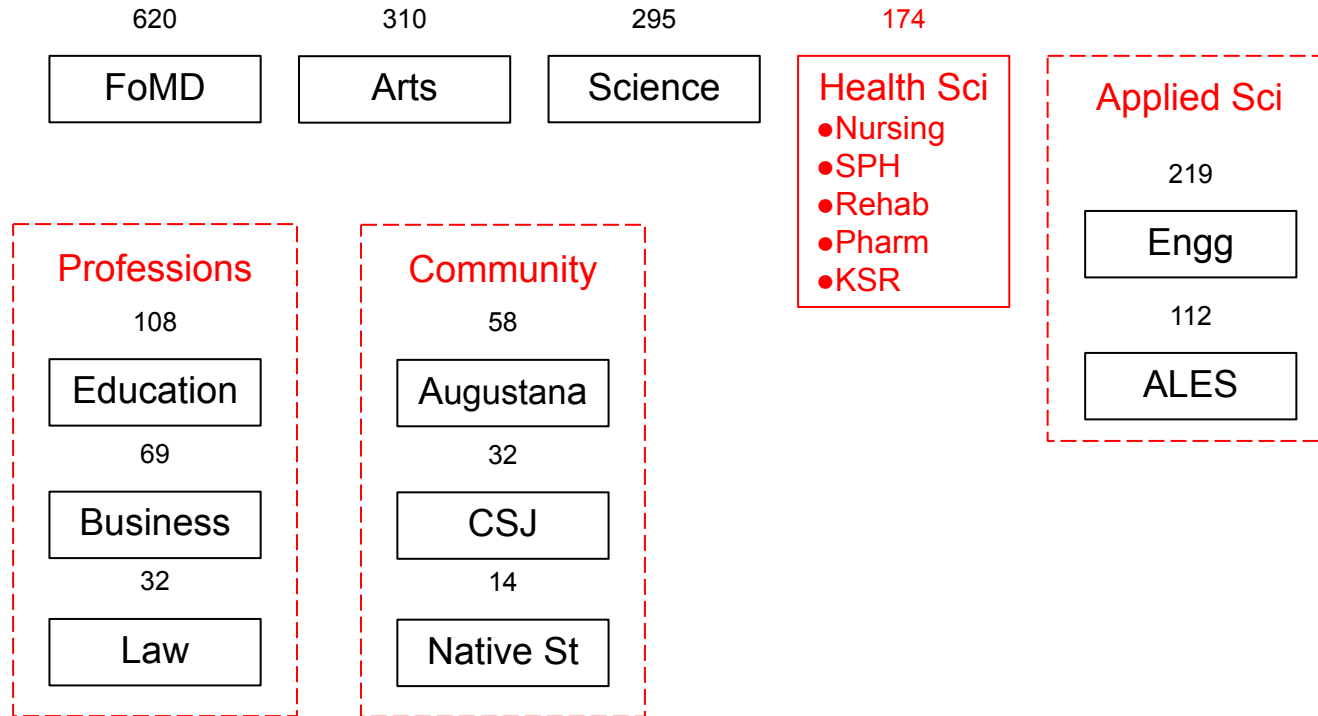 620
FoMD
310
Arts
295
Science
174
Health Sci
●Nursing
●SPH
●Rehab
●Pharm
●KSR
Applied Sci
219
Engg
112
ALES
Professions
108
Education
69
Business
32
Law
Community
58
Augustana
32
CSJ
14
Native St